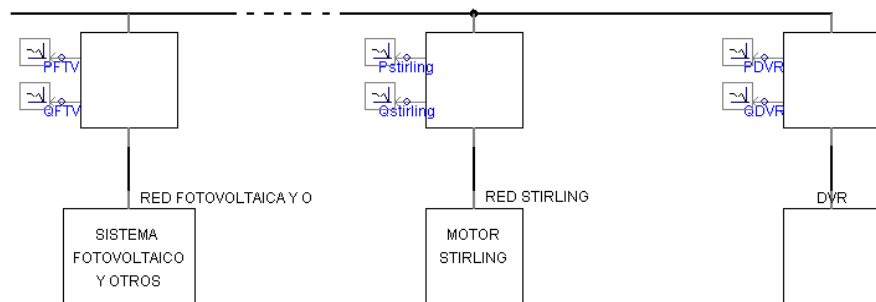 PFTV
Pstirling
PDVR
QFTV
Qstirling
QDVR
RED FOTOVOLTAICA Y O
RED STIRLING
DVR
SISTEMA
FOTOVOLTAICO
Y OTROS
MOTOR
STIRLING